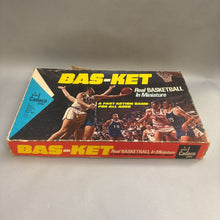 BAS-KET
Real BASKETBALL
In Miniature
A FAST ACTION GAME
FOR ALL AGES
Cadaco
BAS-KET
Real BASKETBALL
In Miniature
Cadaco